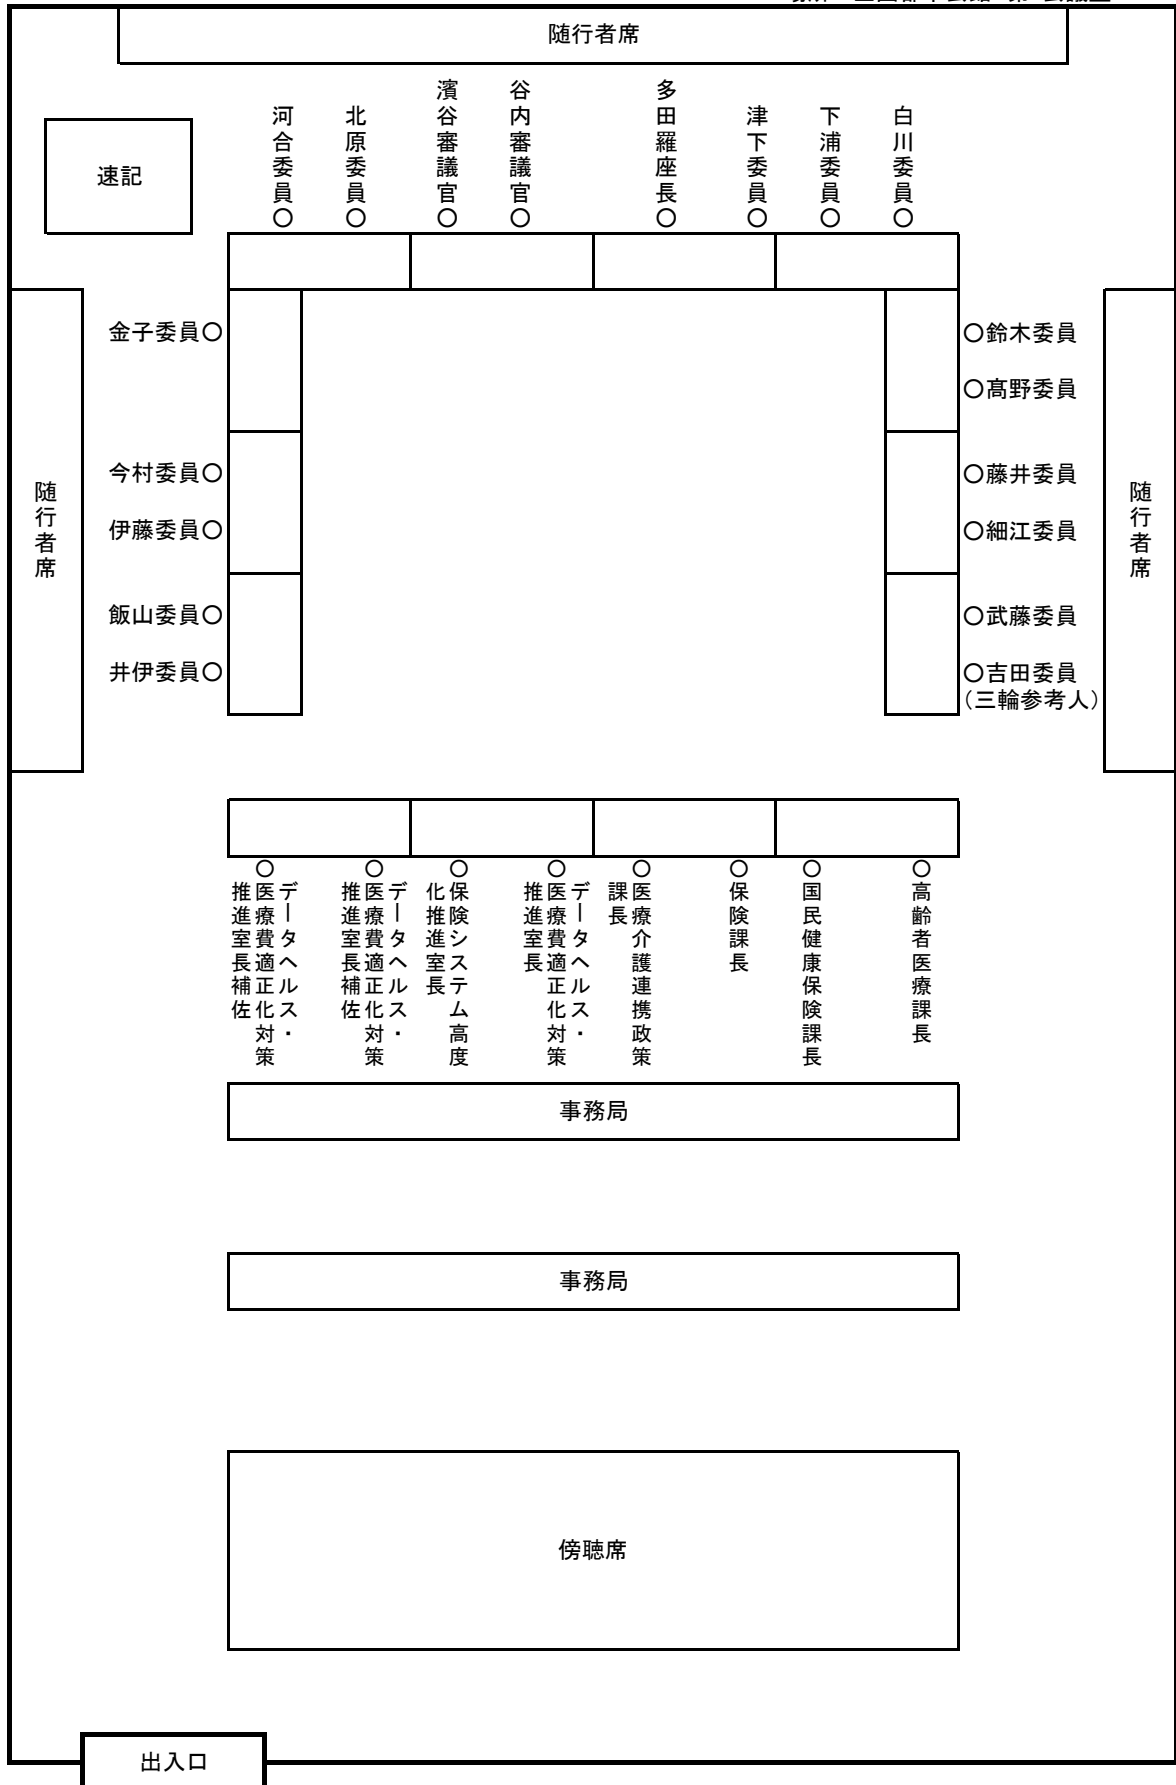 随行者席
速記
河合委員○
北原委員○
濱谷審議官○
谷内審議官○
多田羅座長○
津下委員○
下浦委員○
白川委員○
金子委員○
今村委員○
伊藤委員○
飯山委員○
井伊委員○
随行者席
○鈴木委員
○髙野委員
○藤井委員
○細江委員
○武藤委員
○吉田委員
（三輪参考人）
随行者席
○データヘルス・
医療費適正化対策
推進室長補佐
○データヘルス・
医療費適正化対策
推進室長補佐
○保険システム高度
化推進室長
○データヘルス・
医療費適正化対策
推進室長
○医療介護連携政策
課長
○保険課長
○国民健康保険課長
○高齢者医療課長
事務局
事務局
傍聴席
出入口